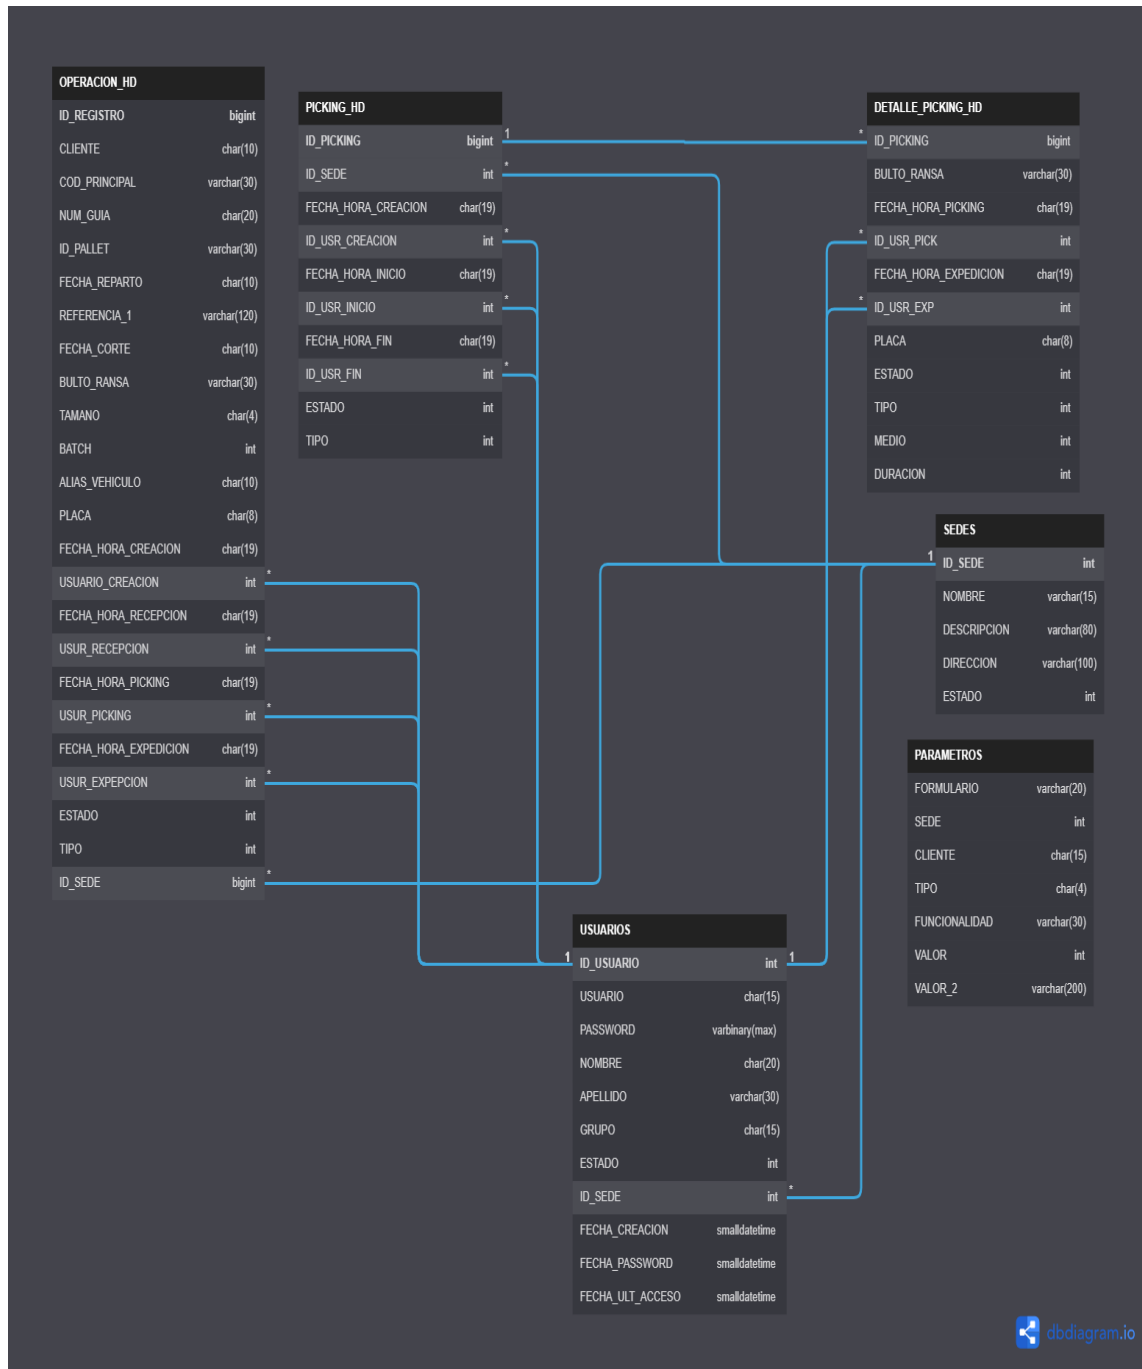 OPERACION_HD
ID_REGISTRO bigint
CLIENTE char(10)
COD_PRINCIPAL varchar(30)
NUM_GUIA char(20)
ID_PALLET varchar(30)
FECHA_REPARTO char(10)
REFERENCIA_1 varchar(120)
FECHA_CORTE char(10)
BULTO_RANSA varchar(30)
TAMANO char(4)
BATCH int
ALIAS_VEHICULO char(10)
PLACA char(8)
FECHA_HORA_CREACION char(19)
USUARIO_CREACION int *
FECHA_HORA_RECEPCION char(19)
USUR_RECEPCION int *
FECHA_HORA_PICKING char(19)
USUR_PICKING int *
FECHA_HORA_EXPEDICION char(19)
USUR_EXPEPCION int *
ESTADO int
TIPO int
ID_SEDE bigint *
PICKING_HD
ID_PICKING bigint 1
ID_SEDE int *
FECHA_HORA_CREACION char(19)
ID_USR_CREACION int *
FECHA_HORA_INICIO char(19)
ID_USR_INICIO int *
FECHA_HORA_FIN char(19)
ID_USR_FIN int *
ESTADO int
TIPO int
DETALLE_PICKING_HD
* ID_PICKING bigint
BULTO_RANSA varchar(30)
FECHA_HORA_PICKING char(19)
* ID_USR_PICK int
FECHA_HORA_EXPEDICION char(19)
* ID_USR_EXP int
PLACA char(8)
ESTADO int
TIPO int
MEDIO int
DURACION int
SEDES
1 ID_SEDE int
NOMBRE varchar(15)
DESCRIPCION varchar(80)
DIRECCION varchar(100)
ESTADO int
PARAMETROS
FORMULARIO varchar(20)
SEDE int
CLIENTE char(15)
TIPO char(4)
FUNCIONALIDAD varchar(30)
VALOR int
VALOR_2 varchar(200)
USUARIOS
1 ID_USUARIO int 1
USUARIO char(15)
PASSWORD varbinary(max)
NOMBRE char(20)
APELLIDO varchar(30)
GRUPO char(15)
ESTADO int
ID_SEDE int *
FECHA_CREACION smalldatetime
FECHA_PASSWORD smalldatetime
FECHA_ULT_ACCESO smalldatetime
dbdiagram.io